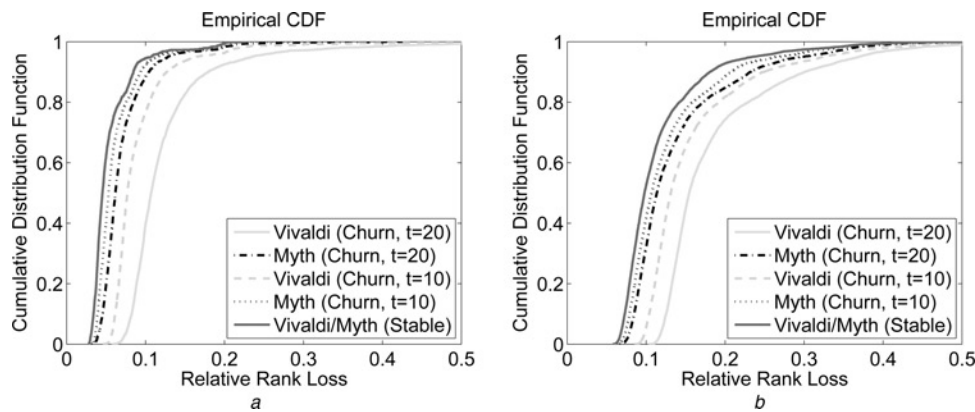 Empirical CDF
1
0.8
0.6
0.4
0.2
0
Cumulative Distribution Function
Vivaldi (Churn, t=20)
Myth (Churn, t=20)
Vivaldi (Churn, t=10)
Myth (Churn, t=10)
Vivaldi/Myth (Stable)
0 0.1 0.2 0.3 0.4 0.5
Relative Rank Loss
a
Empirical CDF
1
0.8
0.6
0.4
0.2
0
Cumulative Distribution Function
Vivaldi (Churn, t=20)
Myth (Churn, t=20)
Vivaldi (Churn, t=10)
Myth (Churn, t=10)
Vivaldi/Myth (Stable)
0 0.1 0.2 0.3 0.4 0.5
Relative Rank Loss
b